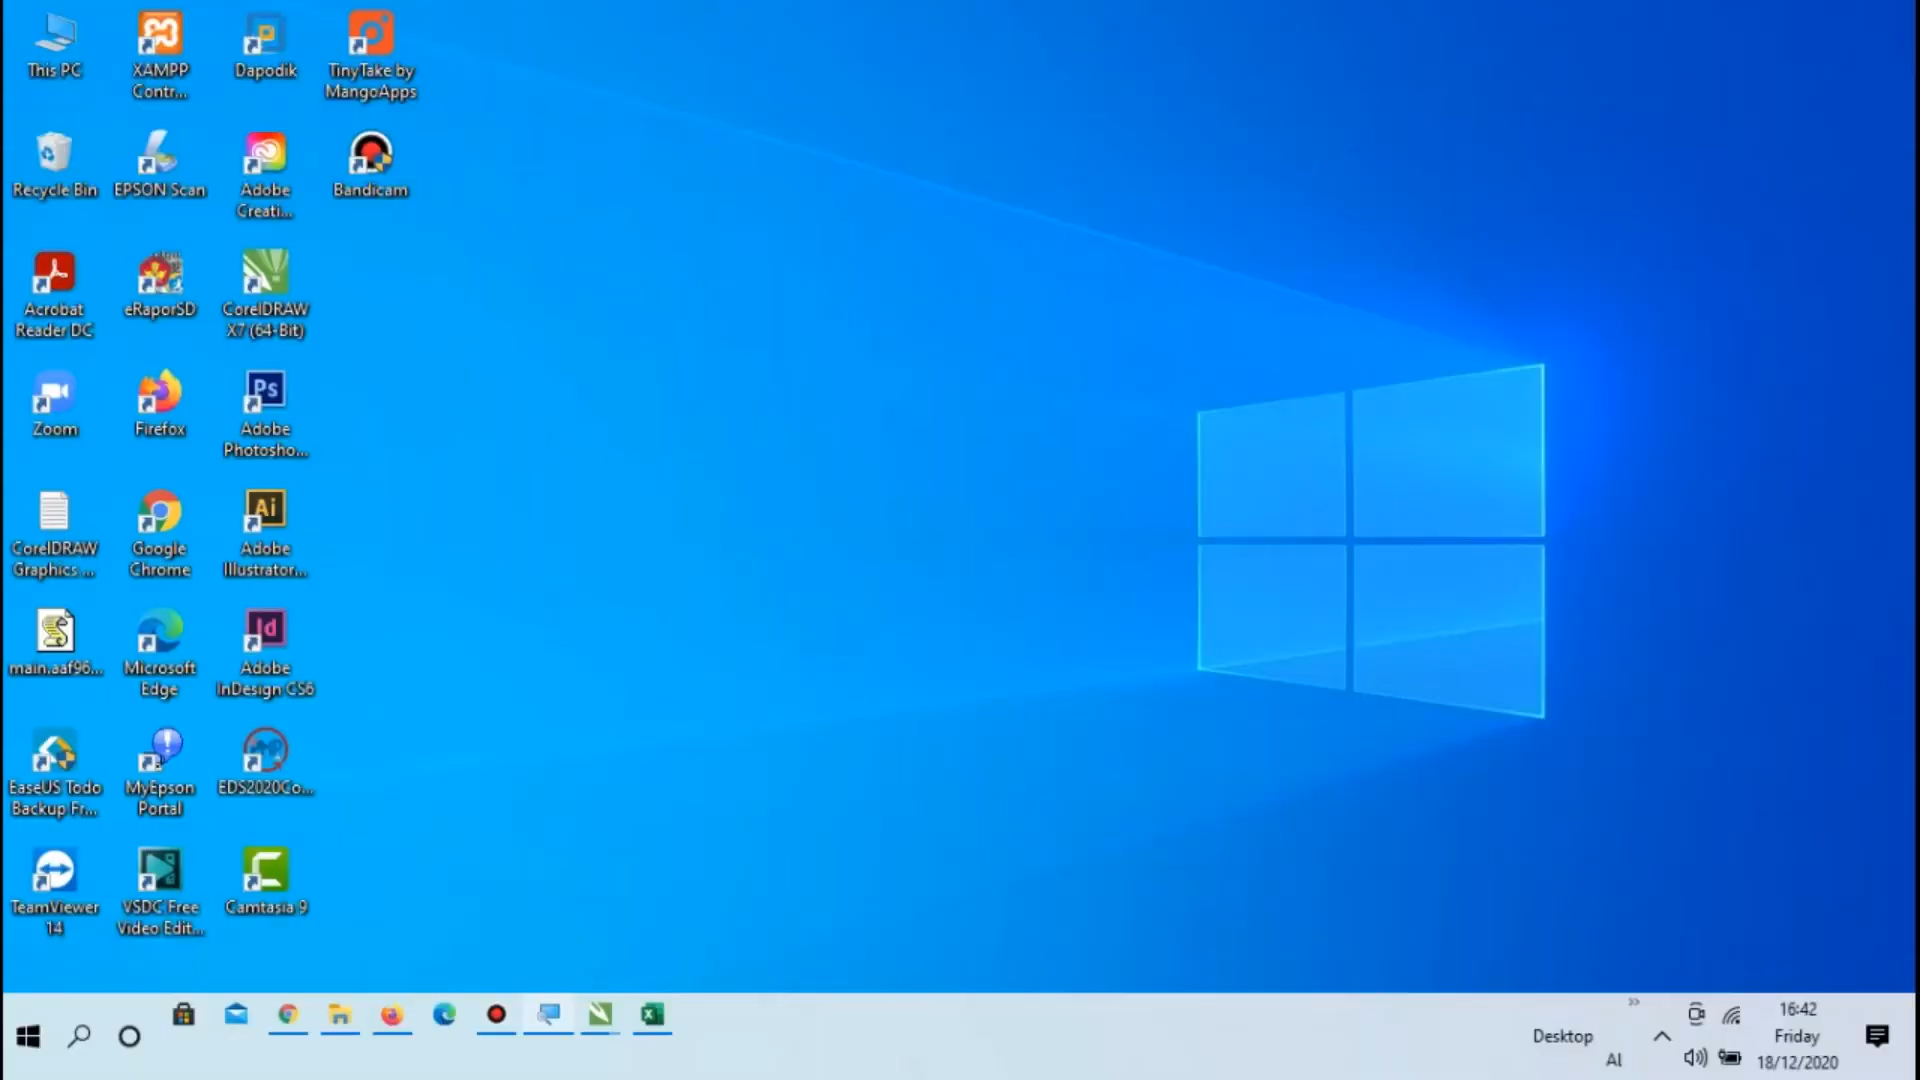 This PC
XAMPP
Contr...
Dapodik
TinyTake by
MangoApps
Recycle Bin
EPSON Scan
Adobe
Creati...
Bandicam
Acrobat
Reader DC
eRaporSD
CorelDRAW
X7 (64-Bit)
Zoom
Firefox
Ps
Adobe
Photosho...
CorelDRAW
Graphics ...
Google
Chrome
Ai
Adobe
Illustrator...
main.aaf96...
Microsoft
Edge
Id
Adobe
InDesign CS6
EaseUS Todo
Backup Fr...
MyEpson
Portal
EDS2020Co...
TeamViewer
14
VSDC Free
Video Edit...
Camtasia 9
Desktop
AI
16:42
Friday
18/12/2020